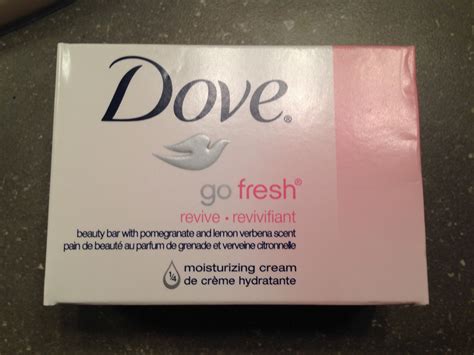 Dove®
go fresh®
revive • revivifiant
beauty bar with pomegranate and lemon verbena scent
pain de beauté au parfum de grenade et verveine citronnelle
1/4 moisturizing cream
de crème hydratante